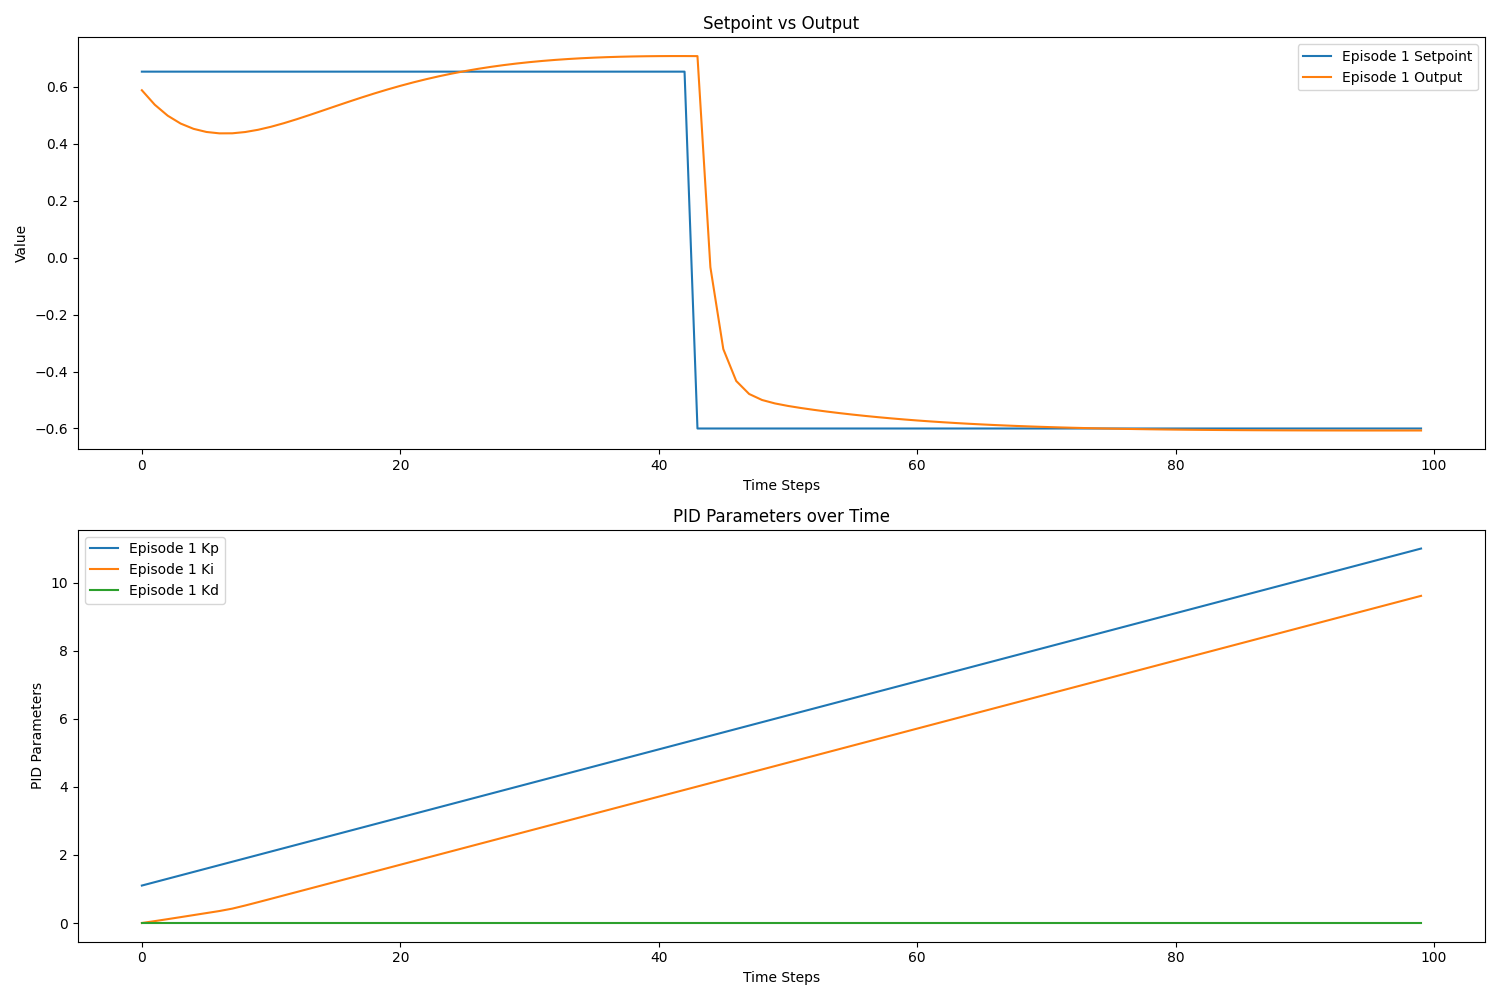 Setpoint vs Output
Episode 1 Setpoint
Episode 1 Output
Value
0.6
0.4
0.2
0.0
−0.2
−0.4
−0.6
0 20 40 60 80 100
Time Steps
PID Parameters over Time
Episode 1 Kp
Episode 1 Ki
Episode 1 Kd
PID Parameters
10
8
6
4
2
0
0 20 40 60 80 100
Time Steps